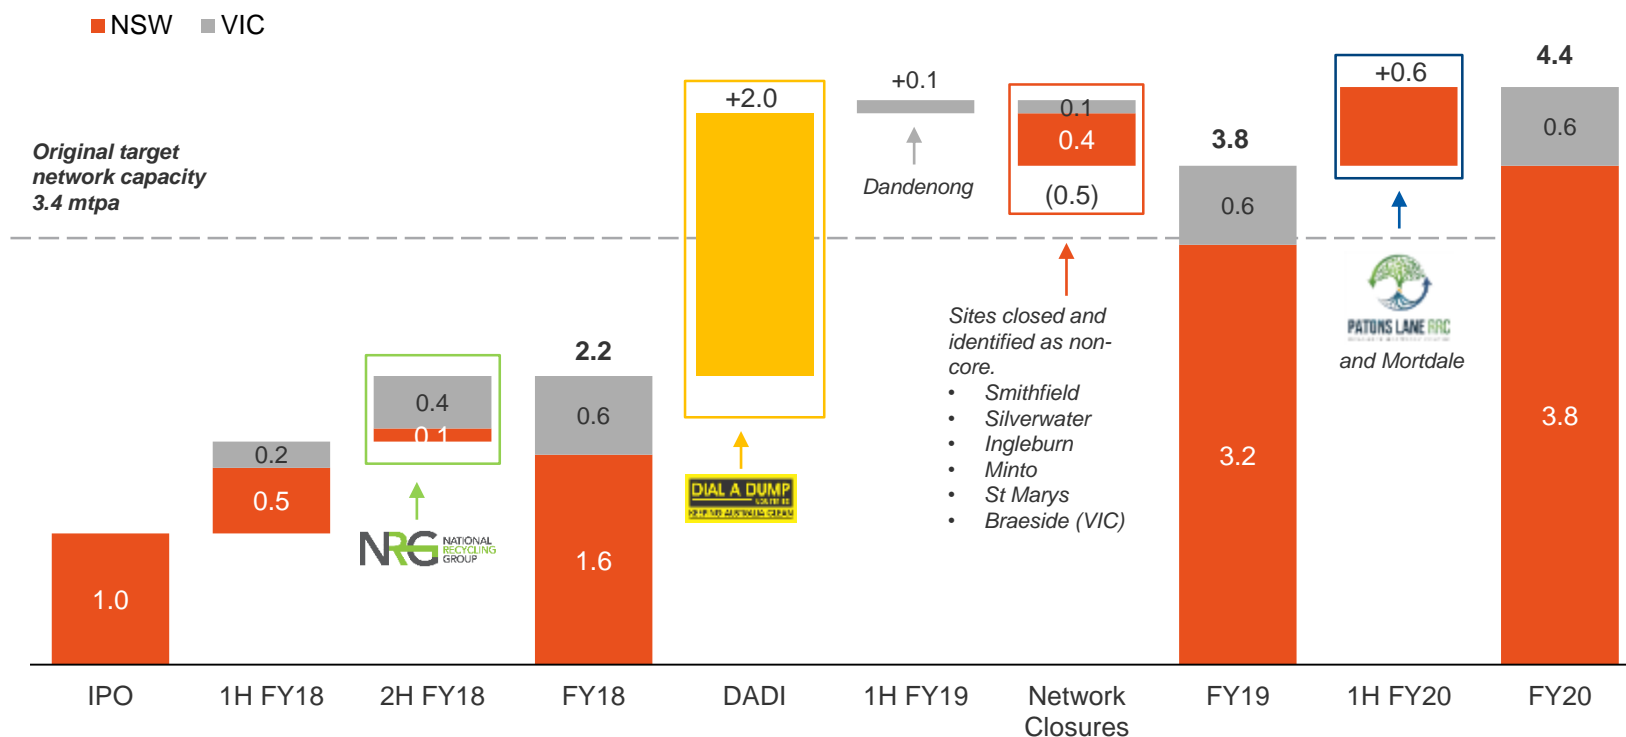 NSW VIC
Original target
network capacity
3.4 mtpa
1.0
0.2
0.5
0.4
0.1
NRG NATIONAL
RECYCLING
GROUP
2.2
0.6
1.6
+2.0
DIAL A DUMP
INDUSTRIES
KEEPING AUSTRALIA CLEAN
+0.1
Dandenong
0.1
0.4
(0.5)
Sites closed and
identified as non-
core.
• Smithfield
• Silverwater
• Ingleburn
• Minto
• St Marys
• Braeside (VIC)
3.8
0.6
3.2
+0.6
PATONS LANE RRC
and Mortdale
4.4
0.6
3.8
IPO 1H FY18 2H FY18 FY18 DADI 1H FY19 Network FY19 1H FY20 FY20
Closures